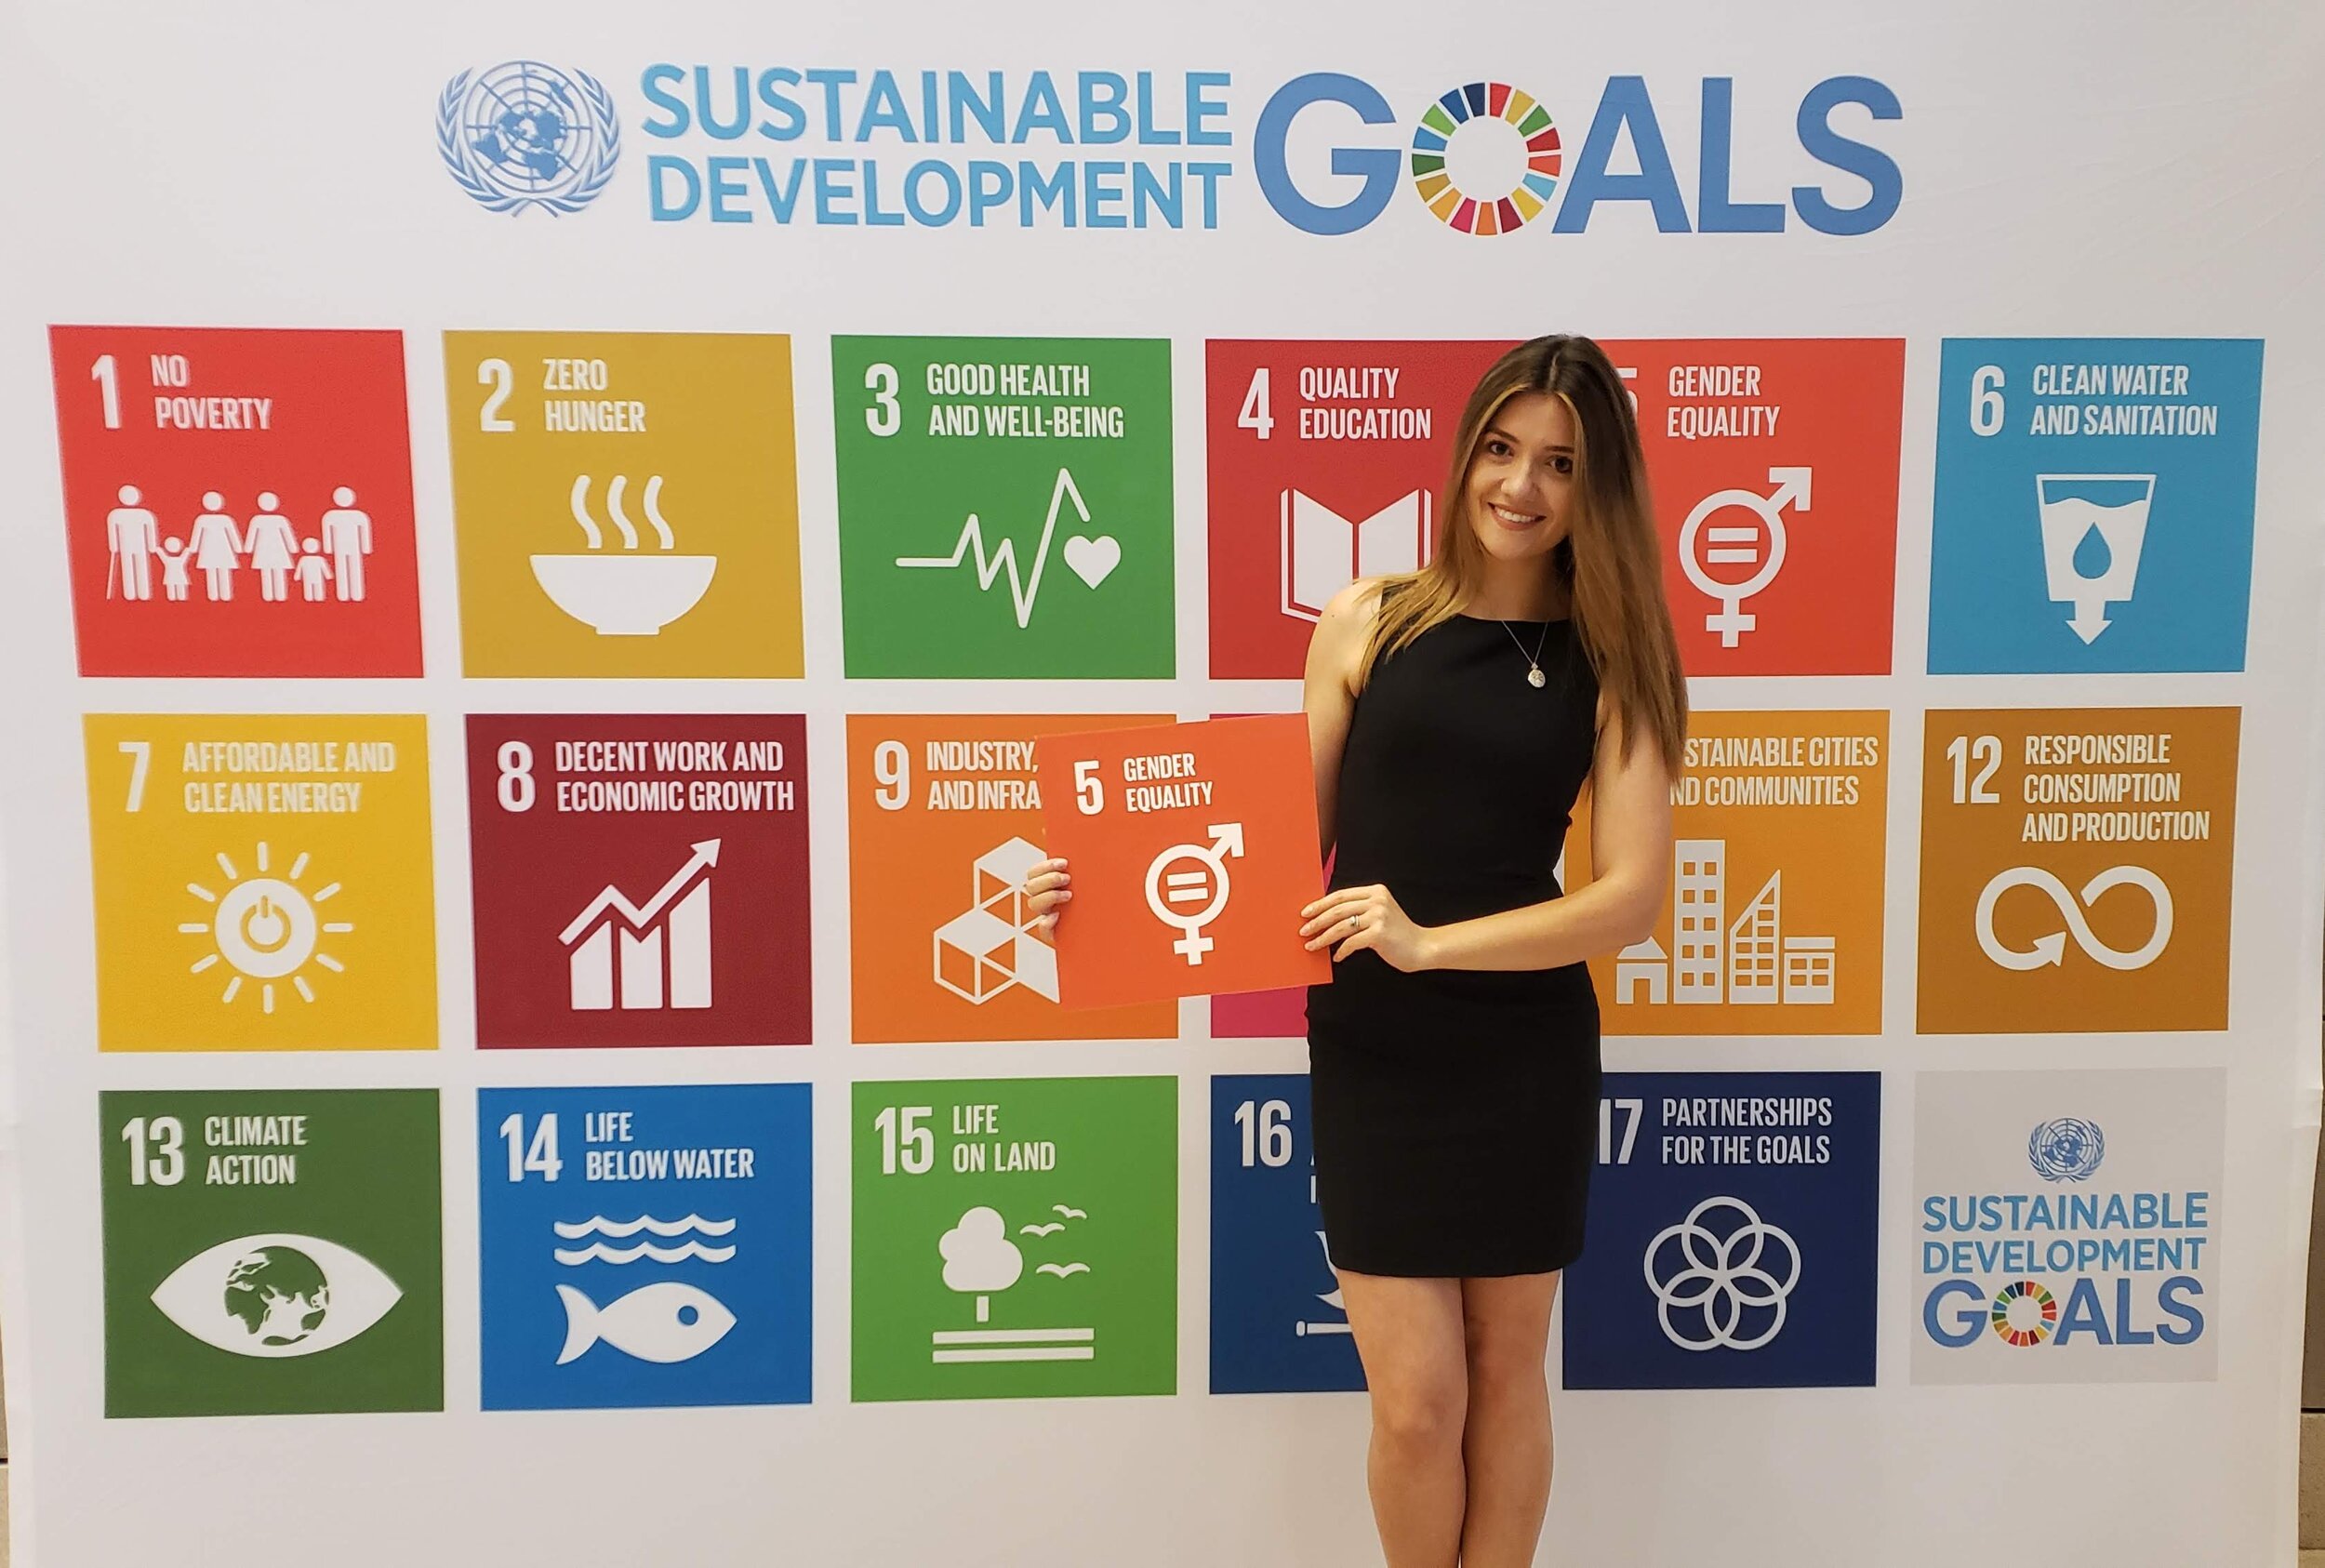 SUSTAINABLE
DEVELOPMENT
GOALS
1 NO
POVERTY
2 ZERO
HUNGER
3 GOOD HEALTH
AND WELL-BEING
4 QUALITY
EDUCATION
5 GENDER
EQUALITY
6 CLEAN WATER
AND SANITATION
7 AFFORDABLE AND
CLEAN ENERGY
8 DECENT WORK AND
ECONOMIC GROWTH
9 INDUSTRY,
AND INFRA
5 GENDER
EQUALITY
STAINABLE CITIES
ND COMMUNITIES
12 RESPONSIBLE
CONSUMPTION
AND PRODUCTION
13 CLIMATE
ACTION
14 LIFE
BELOW WATER
15 LIFE
ON LAND
16
17 PARTNERSHIPS
FOR THE GOALS
SUSTAINABLE
DEVELOPMENT
GOALS